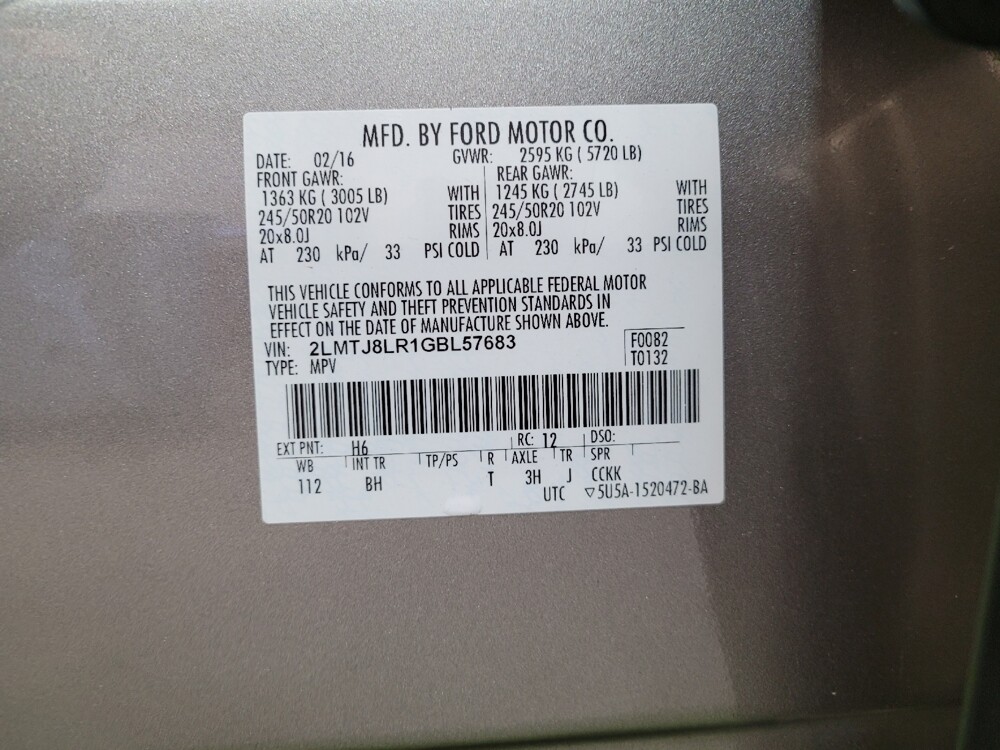 MFD. BY FORD MOTOR CO.
DATE: 02/16 GVWR: 2595 KG ( 5720 LB)
FRONT GAWR: REAR GAWR:
1363 KG ( 3005 LB) WITH 1245 KG ( 2745 LB) WITH
245/50R20 102V TIRES 245/50R20 102V TIRES
20x8.0J RIMS 20x8.0J RIMS
AT 230 kPa/ 33 PSI COLD AT 230 kPa/ 33 PSI COLD
THIS VEHICLE CONFORMS TO ALL APPLICABLE FEDERAL MOTOR
VEHICLE SAFETY AND THEFT PREVENTION STANDARDS IN
EFFECT ON THE DATE OF MANUFACTURE SHOWN ABOVE.
VIN: 2LMTJ8LR1GBL57683 F0082
TYPE: MPV T0132
EXT PNT: H6 RC: 12 DSO:
WB INT TR TP/PS R AXLE TR SPR
112 BH T 3H J CCKK
UTC ▽5U5A-1520472-BA